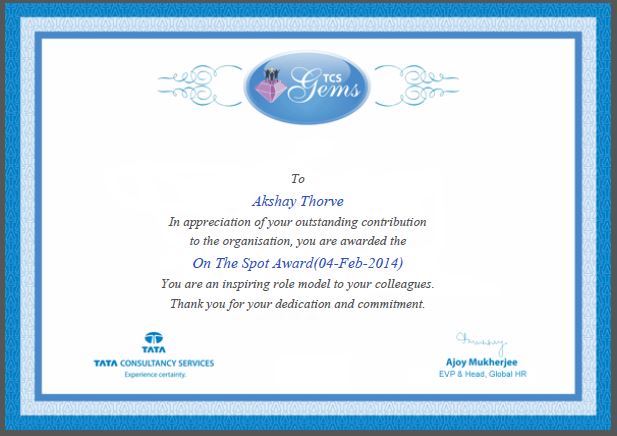 TCS
Gems
To
Akshay Thorve
In appreciation of your outstanding contribution
to the organisation, you are awarded the
On The Spot Award(04-Feb-2014)
You are an inspiring role model to your colleagues.
Thank you for your dedication and commitment.
TATA
TATA CONSULTANCY SERVICES
Experience certainty.
Ajoy Mukherjee
EVP & Head, Global HR